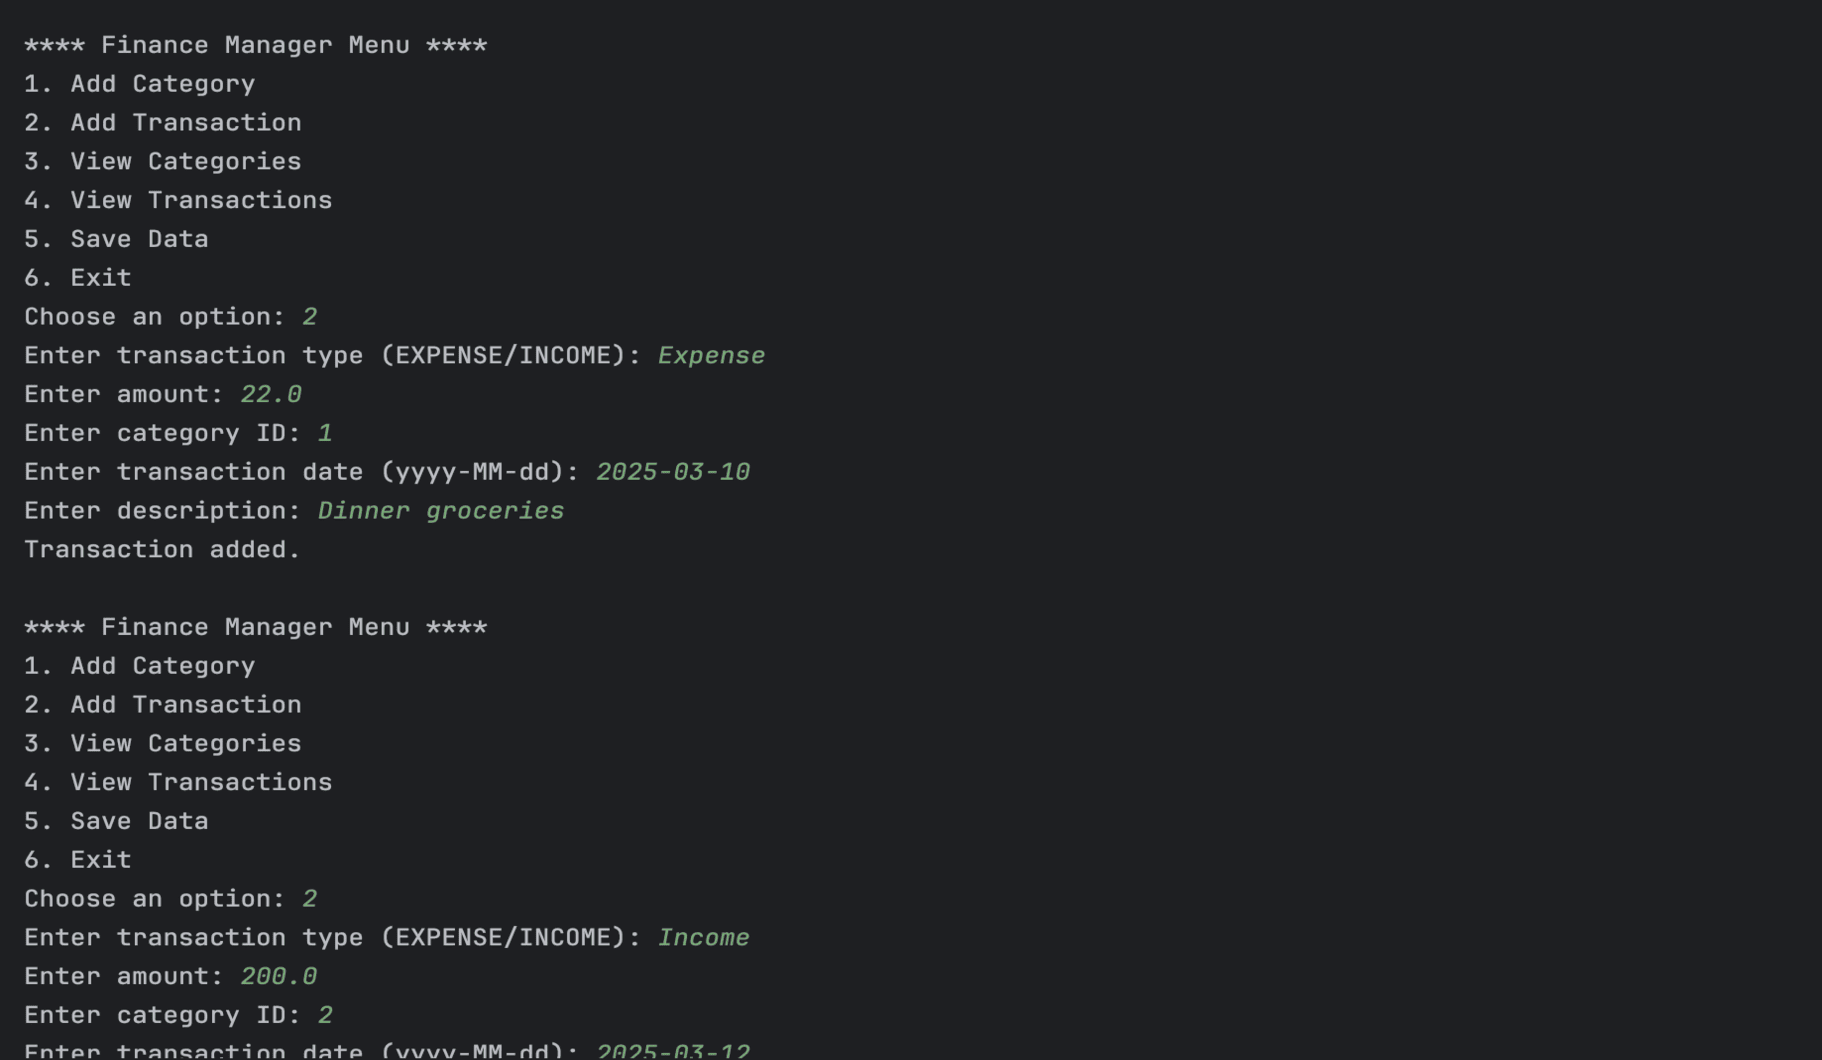 **** Finance Manager Menu ****
1. Add Category
2. Add Transaction
3. View Categories
4. View Transactions
5. Save Data
6. Exit
Choose an option: 2
Enter transaction type (EXPENSE/INCOME): Expense
Enter amount: 22.0
Enter category ID: 1
Enter transaction date (yyyy-MM-dd): 2025-03-10
Enter description: Dinner groceries
Transaction added.

**** Finance Manager Menu ****
1. Add Category
2. Add Transaction
3. View Categories
4. View Transactions
5. Save Data
6. Exit
Choose an option: 2
Enter transaction type (EXPENSE/INCOME): Income
Enter amount: 200.0
Enter category ID: 2
Enter transaction date (yyyy-MM-dd): 2025-03-12